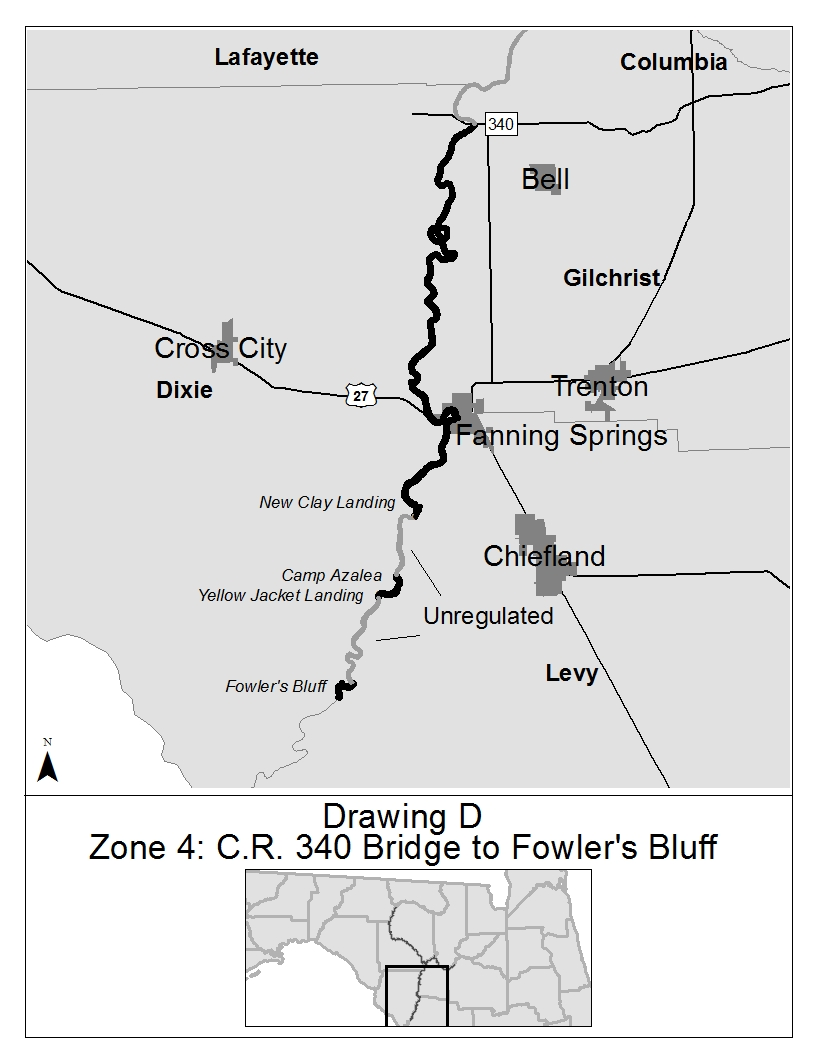 Lafayette
Columbia
340
Bell
Gilchrist
Cross City
Dixie
27
Trenton
Fanning Springs
New Clay Landing
Chiefland
Camp Azalea
Yellow Jacket Landing
Unregulated
Levy
Fowler's Bluff
N
Drawing D
Zone 4: C.R. 340 Bridge to Fowler's Bluff